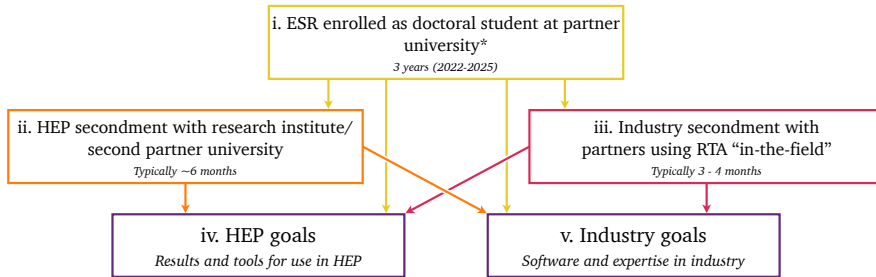 i. ESR enrolled as doctoral student at partner
university*
3 years (2022-2025)
ii. HEP secondment with research institute/
second partner university
Typically ~6 months
iii. Industry secondment with
partners using RTA “in-the-field”
Typically 3 - 4 months
iv. HEP goals
Results and tools for use in HEP
v. Industry goals
Software and expertise in industry